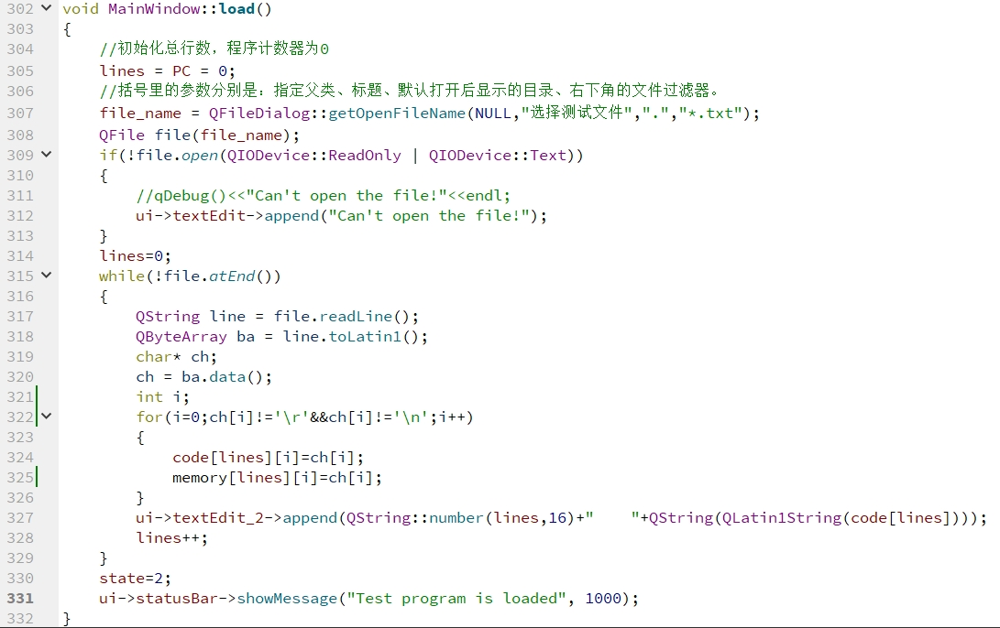 302 void MainWindow::load()
303 {
304     //初始化总行数，程序计数器为0
305     lines = PC = 0;
306     //括号里的参数分别是：指定父类、标题、默认打开后显示的目录、右下角的文件过滤器。
307     file_name = QFileDialog::getOpenFileName(NULL,"选择测试文件",".","*.txt");
308     QFile file(file_name);
309     if(!file.open(QIODevice::ReadOnly | QIODevice::Text))
310     {
311         //qDebug()<<"Can't open the file!"<<endl;
312         ui->textEdit->append("Can't open the file!");
313     }
314     lines=0;
315     while(!file.atEnd())
316     {
317         QString line = file.readLine();
318         QByteArray ba = line.toLatin1();
319         char* ch;
320         ch = ba.data();
321         int i;
322         for(i=0;ch[i]!='\r'&&ch[i]!='\n';i++)
323         {
324             code[lines][i]=ch[i];
325             memory[lines][i]=ch[i];
326         }
327         ui->textEdit_2->append(QString::number(lines,16)+"    "+QString(QLatin1String(code[lines])));
328         lines++;
329     }
330     state=2;
331     ui->statusBar->showMessage("Test program is loaded", 1000);
332 }